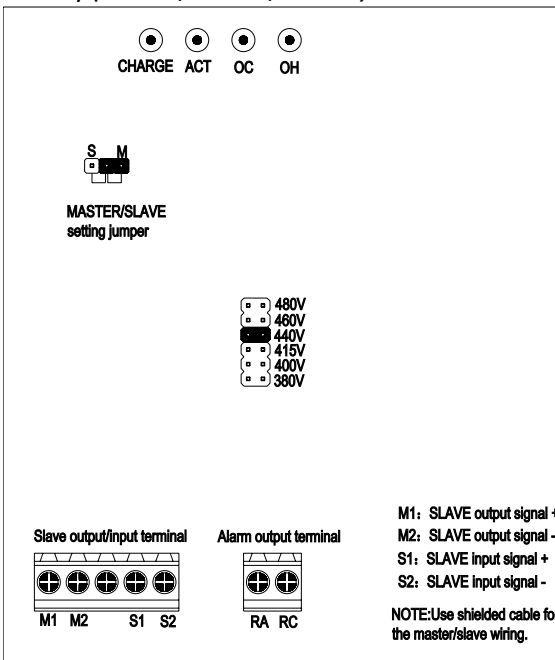 CHARGE ACT OC OH
S M
MASTER/SLAVE
setting jumper
480V
460V
440V
415V
400V
380V
M1: SLAVE output signal +
M2: SLAVE output signal -
S1: SLAVE input signal +
S2: SLAVE input signal -
NOTE:Use shielded cable fo
the master/slave wiring.
Slave output/input terminal
M1 M2 S1 S2
Alarm output terminal
RA RC